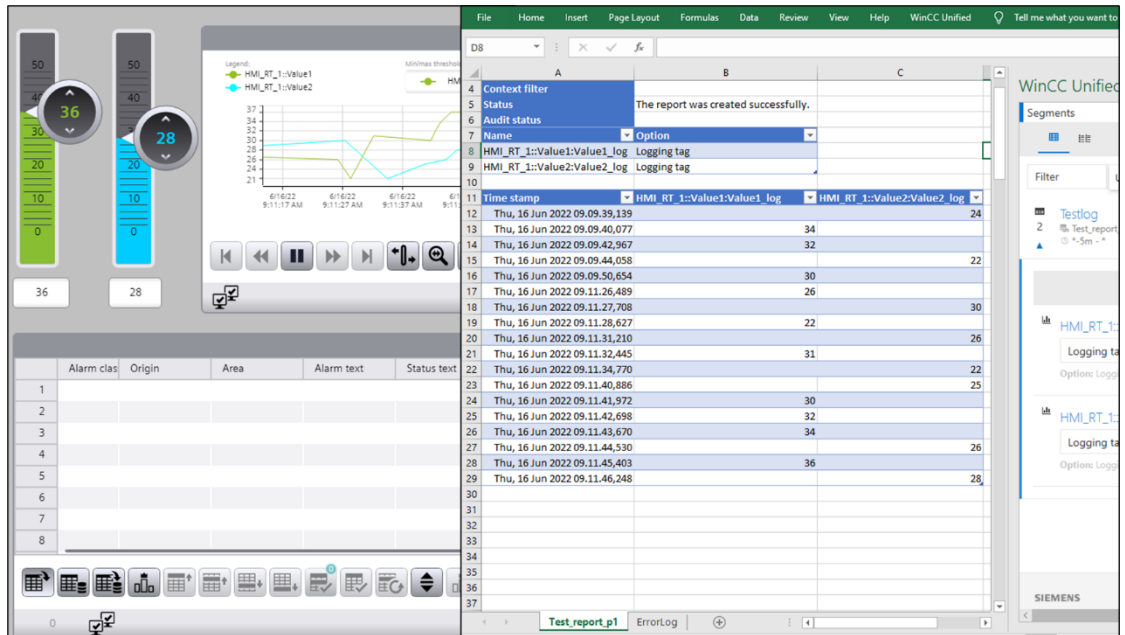 50
40
30
20
10
0
36
36
50
40
30
20
10
0
28
28
Legend:
HMI_RT_1::Value1
HMI_RT_1::Value2
Min/max threshold
HM
37
34
32
30
28
26
24
21
6/16/22
9:11:17 AM
6/16/22
9:11:27 AM
6/16/22
9:11:37 AM
6/1
9:11:
Alarm clas Origin Area Alarm text Status text
1
2
3
4
5
6
7
8
0
0
File Home Insert Page Layout Formulas Data Review View Help WinCC Unified Tell me what you want to
D8 fx
A B C
4 Context filter
5 Status The report was created successfully.
6 Audit status
7 Name Option
8 HMI_RT_1::Value1:Value1_log Logging tag
9 HMI_RT_1::Value2:Value2_log Logging tag
10
11 Time stamp HMI_RT_1::Value1:Value1_log HMI_RT_1::Value2:Value2_log
12 Thu, 16 Jun 2022 09.09.39,139 24
13 Thu, 16 Jun 2022 09.09.40,077 34
14 Thu, 16 Jun 2022 09.09.42,967 32
15 Thu, 16 Jun 2022 09.09.44,058 22
16 Thu, 16 Jun 2022 09.09.50,654 30
17 Thu, 16 Jun 2022 09.11.26,489 26
18 Thu, 16 Jun 2022 09.11.27,708 30
19 Thu, 16 Jun 2022 09.11.28,627 22
20 Thu, 16 Jun 2022 09.11.31,210 26
21 Thu, 16 Jun 2022 09.11.32,445 31
22 Thu, 16 Jun 2022 09.11.34,770 22
23 Thu, 16 Jun 2022 09.11.40,886 25
24 Thu, 16 Jun 2022 09.11.41,972 30
25 Thu, 16 Jun 2022 09.11.42,698 32
26 Thu, 16 Jun 2022 09.11.43,670 34
27 Thu, 16 Jun 2022 09.11.44,530 26
28 Thu, 16 Jun 2022 09.11.45,403 36
29 Thu, 16 Jun 2022 09.11.46,248 28
30
31
32
33
34
35
36
37
Test_report_p1 ErrorLog
WinCC Unified
Segments
Filter
Testlog
2 Test_report_
*-5m - *
HMI_RT_1::
Logging ta
Option: Loggi
HMI_RT_1::
Logging ta
Option: Loggi
SIEMENS